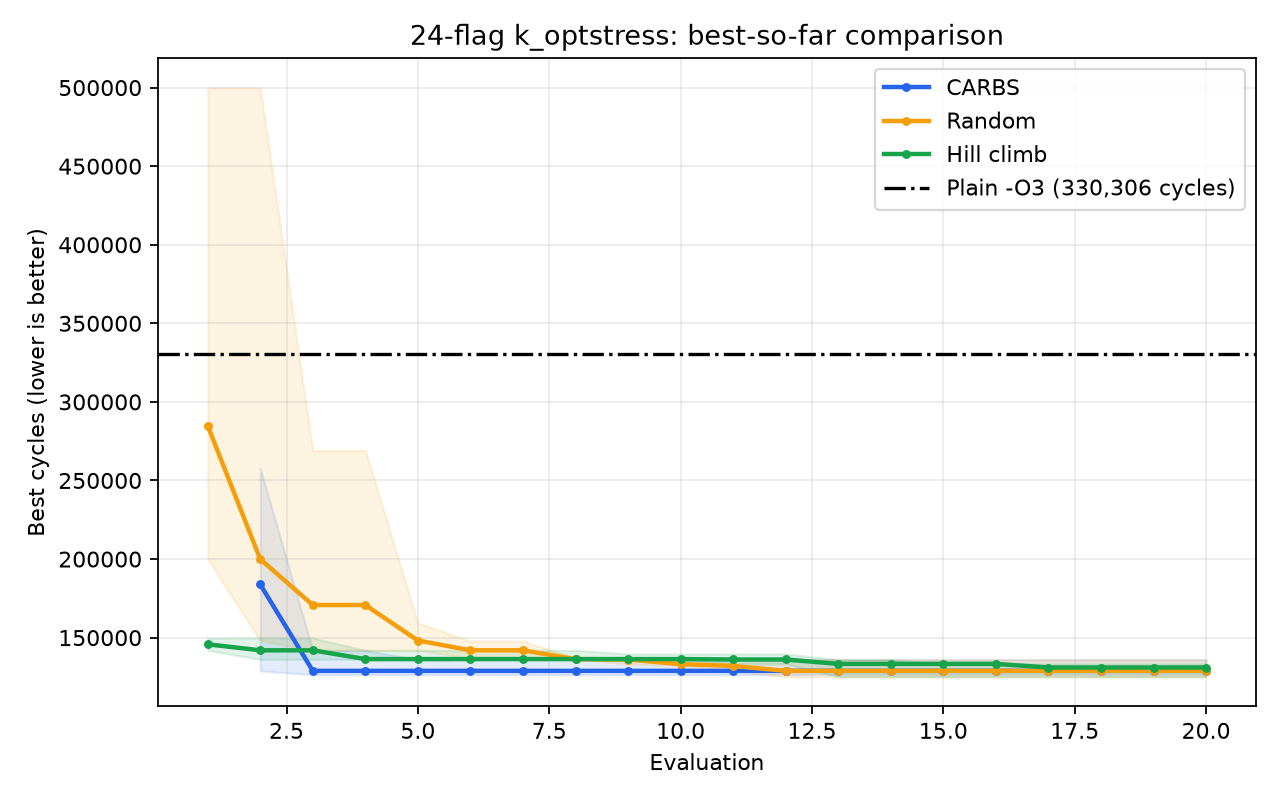 24-flag k_optstress: best-so-far comparison
CARBS
Random
Hill climb
Plain -O3 (330,306 cycles)
Best cycles (lower is better)
500000
450000
400000
350000
300000
250000
200000
150000
2.5
5.0
7.5
10.0
12.5
15.0
17.5
20.0
Evaluation